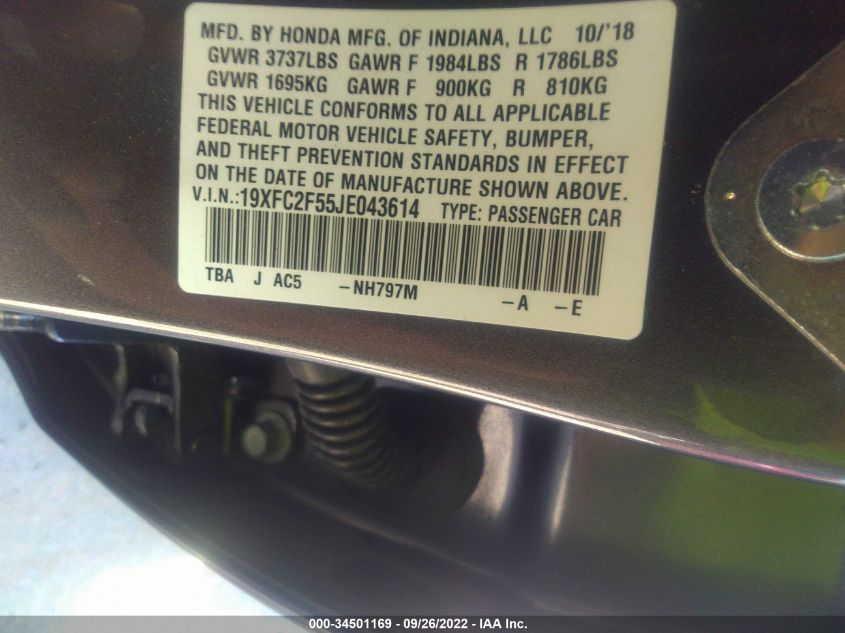 MFD. BY HONDA MFG. OF INDIANA, LLC 10/'18
GVWR 3737LBS GAWR F 1984LBS R 1786LBS
GVWR 1695KG GAWR F 900KG R 810KG
THIS VEHICLE CONFORMS TO ALL APPLICABLE
FEDERAL MOTOR VEHICLE SAFETY, BUMPER,
AND THEFT PREVENTION STANDARDS IN EFFECT
ON THE DATE OF MANUFACTURE SHOWN ABOVE.
V.I.N.:19XFC2F55JE043614 TYPE: PASSENGER CAR
TBA J AC5 -NH797M -A -E
000-34501169 - 09/26/2022 - IAA Inc.